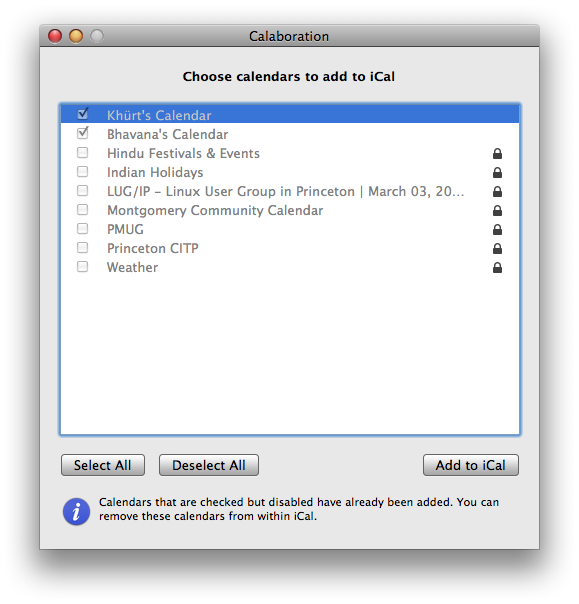 Calaboration
Choose calendars to add to iCal
Khürt's Calendar
Bhavana's Calendar
Hindu Festivals & Events
Indian Holidays
LUG/IP – Linux User Group in Princeton | March 03, 20...
Montgomery Community Calendar
PMUG
Princeton CITP
Weather
Select All Deselect All Add to iCal
Calendars that are checked but disabled have already been added. You can
remove these calendars from within iCal.